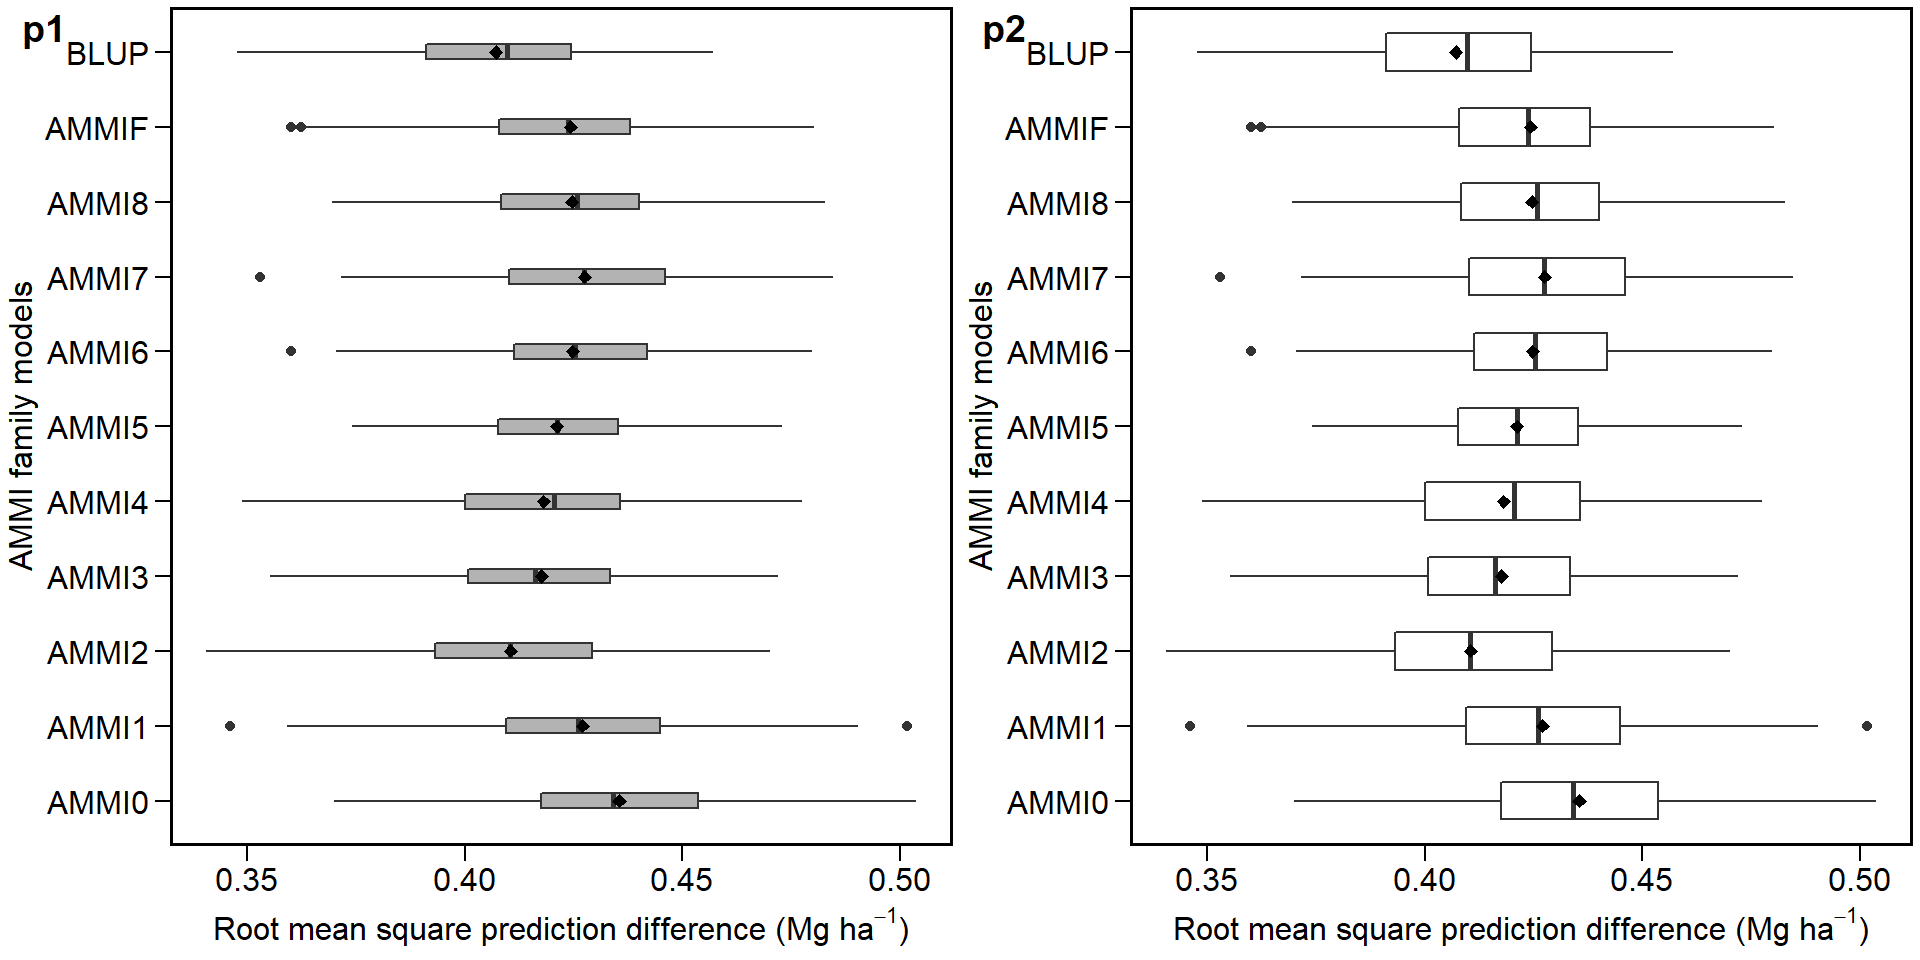 p1
BLUP
AMMIF
AMMI8
AMMI7
AMMI6
AMMI5
AMMI4
AMMI3
AMMI2
AMMI1
AMMI0
AMMI family models
0.35 0.40 0.45 0.50
Root mean square prediction difference (Mg ha⁻¹)
p2
BLUP
AMMIF
AMMI8
AMMI7
AMMI6
AMMI5
AMMI4
AMMI3
AMMI2
AMMI1
AMMI0
AMMI family models
0.35 0.40 0.45 0.50
Root mean square prediction difference (Mg ha⁻¹)